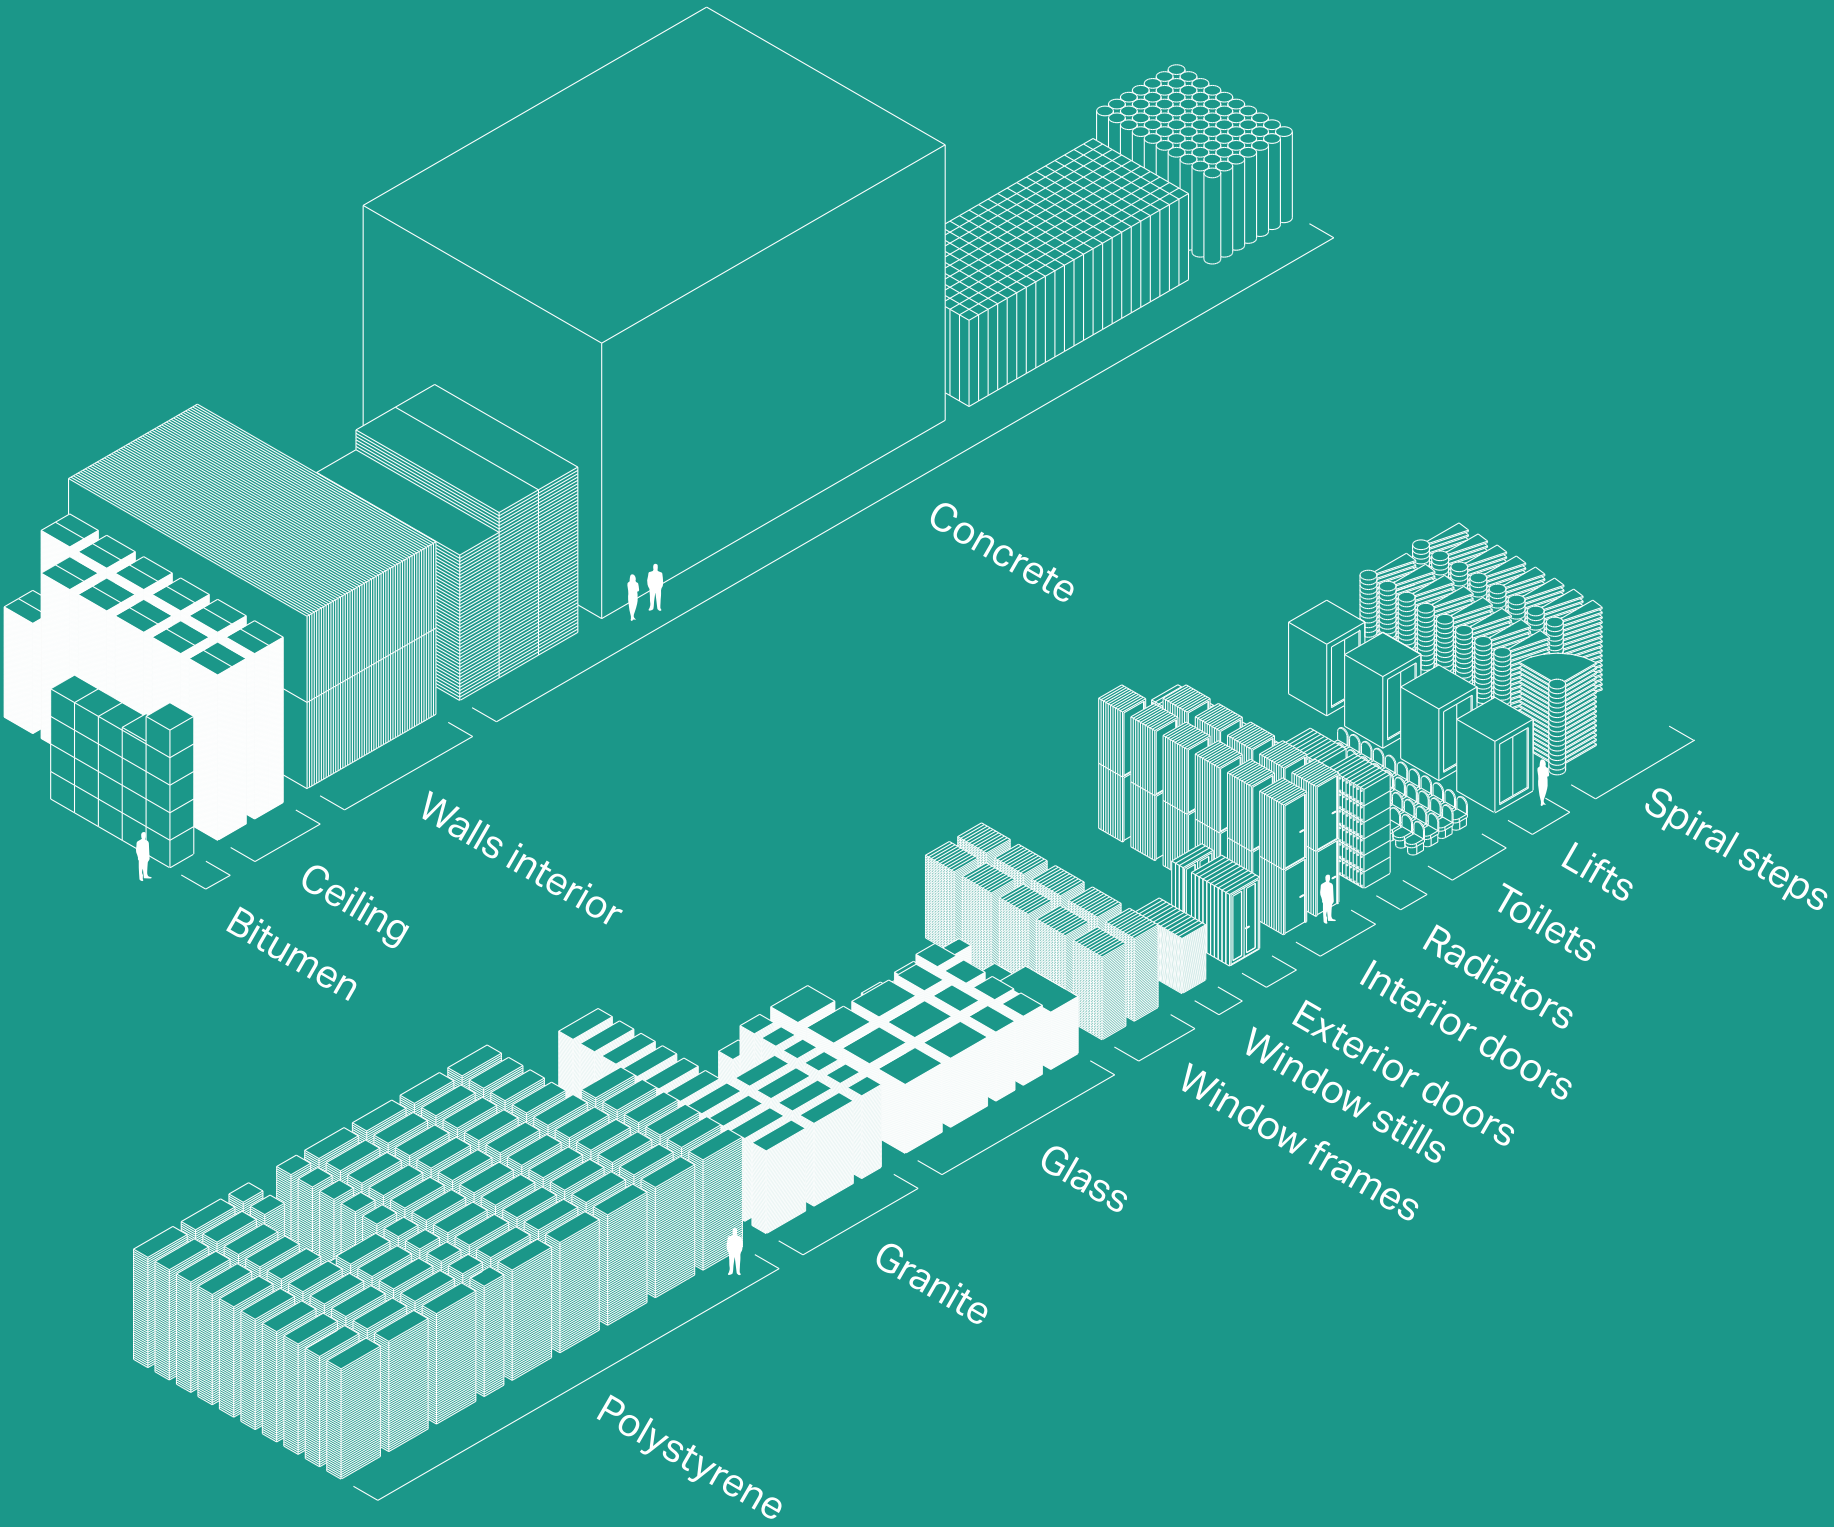 Concrete
Walls interior
Ceiling
Bitumen
Spiral steps
Lifts
Toilets
Radiators
Interior doors
Exterior doors
Window stills
Window frames
Glass
Granite
Polystyrene